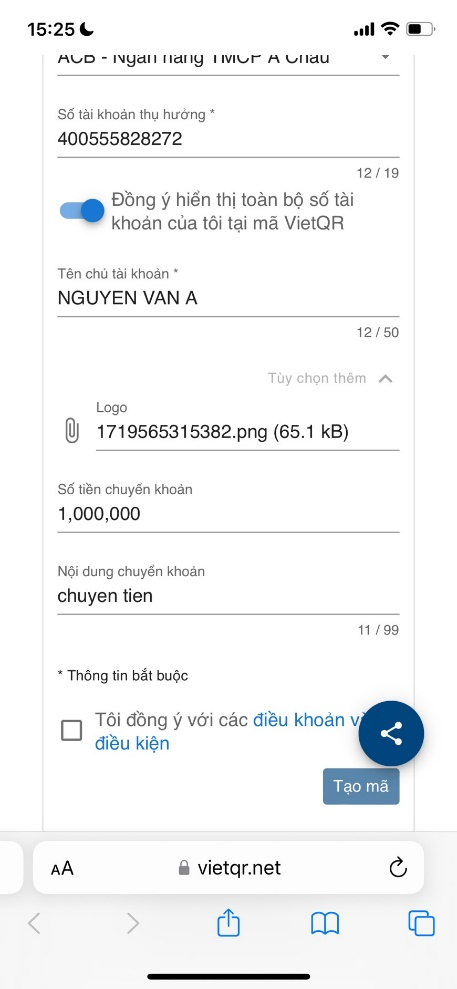 15:25
ACB - Ngân hàng TMCP Á Châu
Số tài khoản thụ hưởng *
400555828272
12 / 19
Đồng ý hiển thị toàn bộ số tài
khoản của tôi tại mã VietQR
Tên chủ tài khoản *
NGUYEN VAN A
12 / 50
Tùy chọn thêm
Logo
1719565315382.png (65.1 kB)
Số tiền chuyển khoản
1,000,000
Nội dung chuyển khoản
chuyen tien
11 / 99
* Thông tin bắt buộc
Tôi đồng ý với các điều khoản và
điều kiện
Tạo mã
AA
vietqr.net